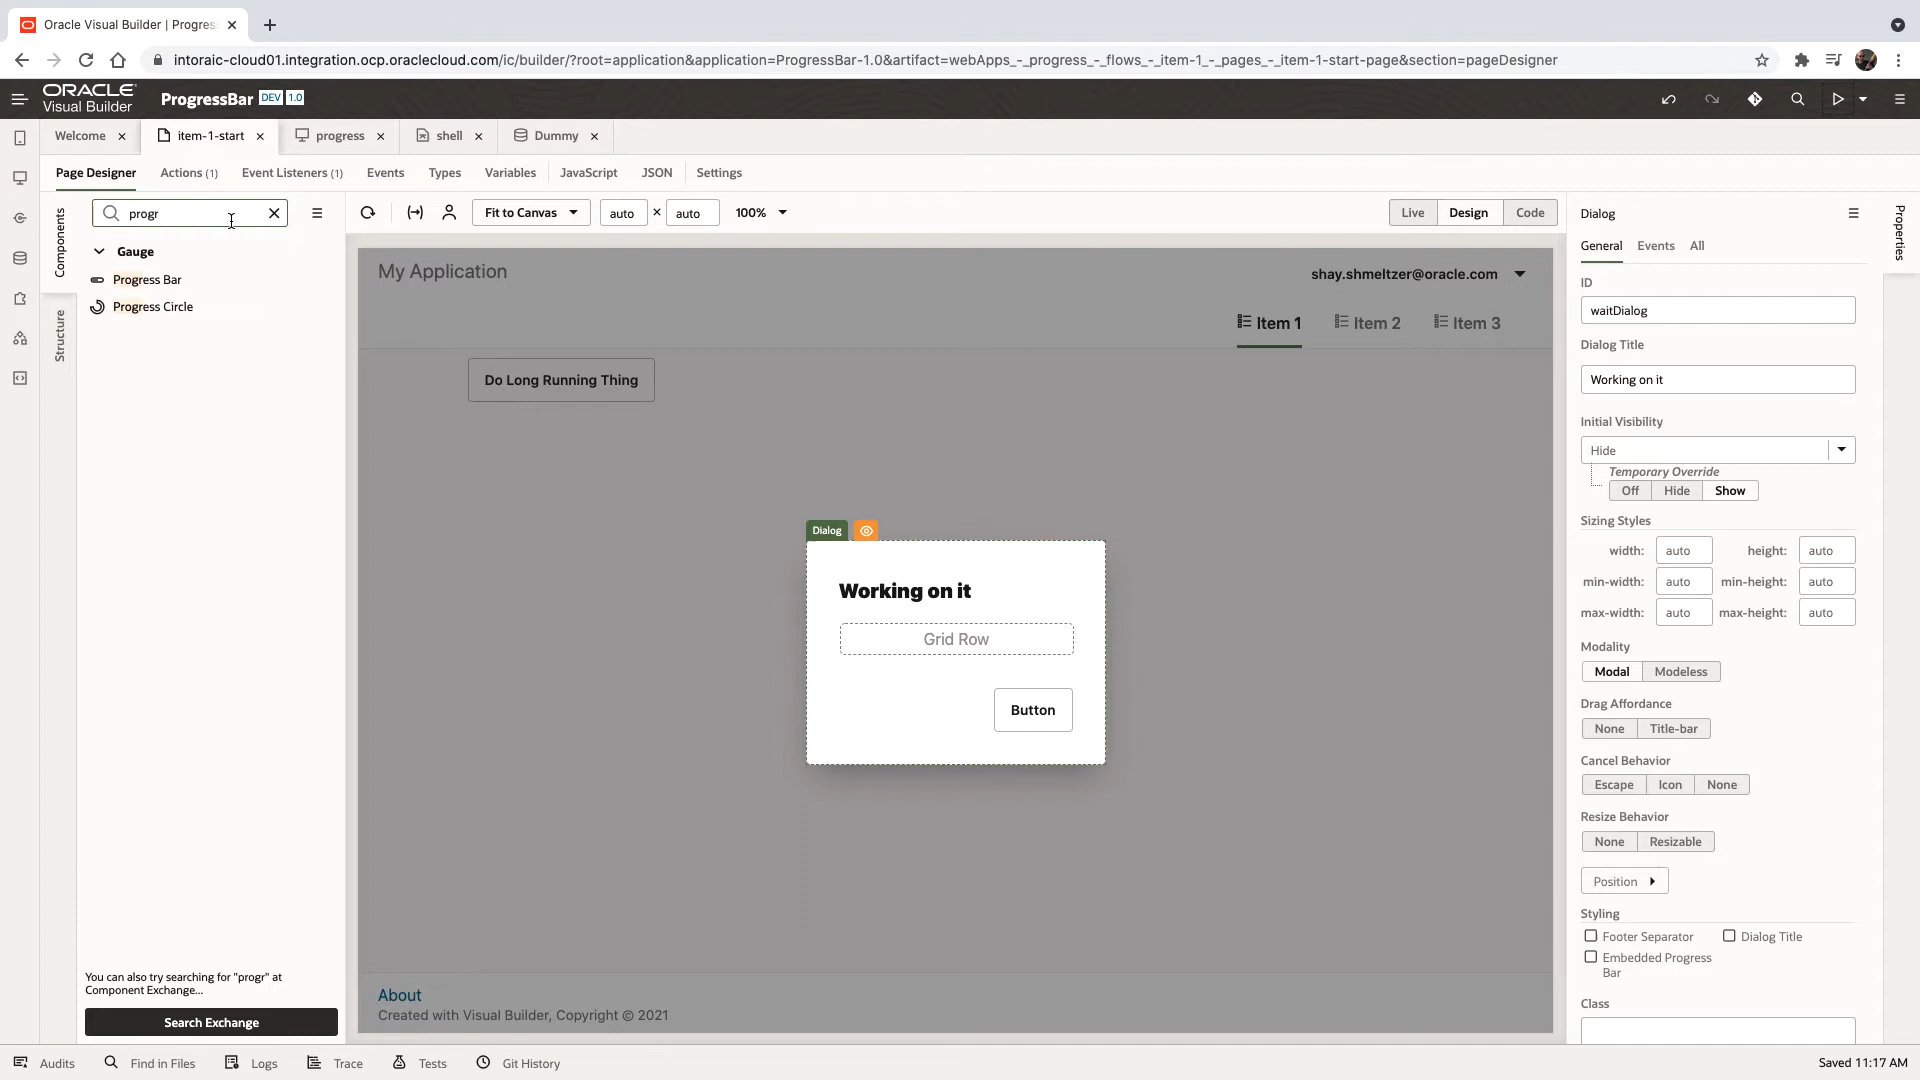 Oracle Visual Builder | Progres
intoraic-cloud01.integration.ocp.oraclecloud.com/ic/builder/?root=application&application=ProgressBar-1.0&artifact=webApps_-_progress_-_flows_-_item-1_-_pages_-_item-1-start-page&section=pageDesigner
ORACLE
Visual Builder
ProgressBar DEV 1.0
Welcome
item-1-start
progress
shell
Dummy
Page Designer
Actions (1)
Event Listeners (1)
Events
Types
Variables
JavaScript
JSON
Settings
Components
Structure
progr
Gauge
Progress Bar
Progress Circle
You can also try searching for "progr" at
Component Exchange...
Search Exchange
Fit to Canvas
auto × auto
100%
Live
Design
Code
My Application
shay.shmeltzer@oracle.com
Item 1
Item 2
Item 3
Do Long Running Thing
Dialog
Working on it
Grid Row
Button
About
Created with Visual Builder, Copyright © 2021
Dialog
Properties
General
Events
All
ID
waitDialog
Dialog Title
Working on it
Initial Visibility
Hide
Temporary Override
Off Hide Show
Sizing Styles
width: auto height: auto
min-width: auto min-height: auto
max-width: auto max-height: auto
Modality
Modal Modeless
Drag Affordance
None Title-bar
Cancel Behavior
Escape Icon None
Resize Behavior
None Resizable
Position
Styling
Footer Separator
Dialog Title
Embedded Progress
Bar
Class
Audits
Find in Files
Logs
Trace
Tests
Git History
Saved 11:17 AM